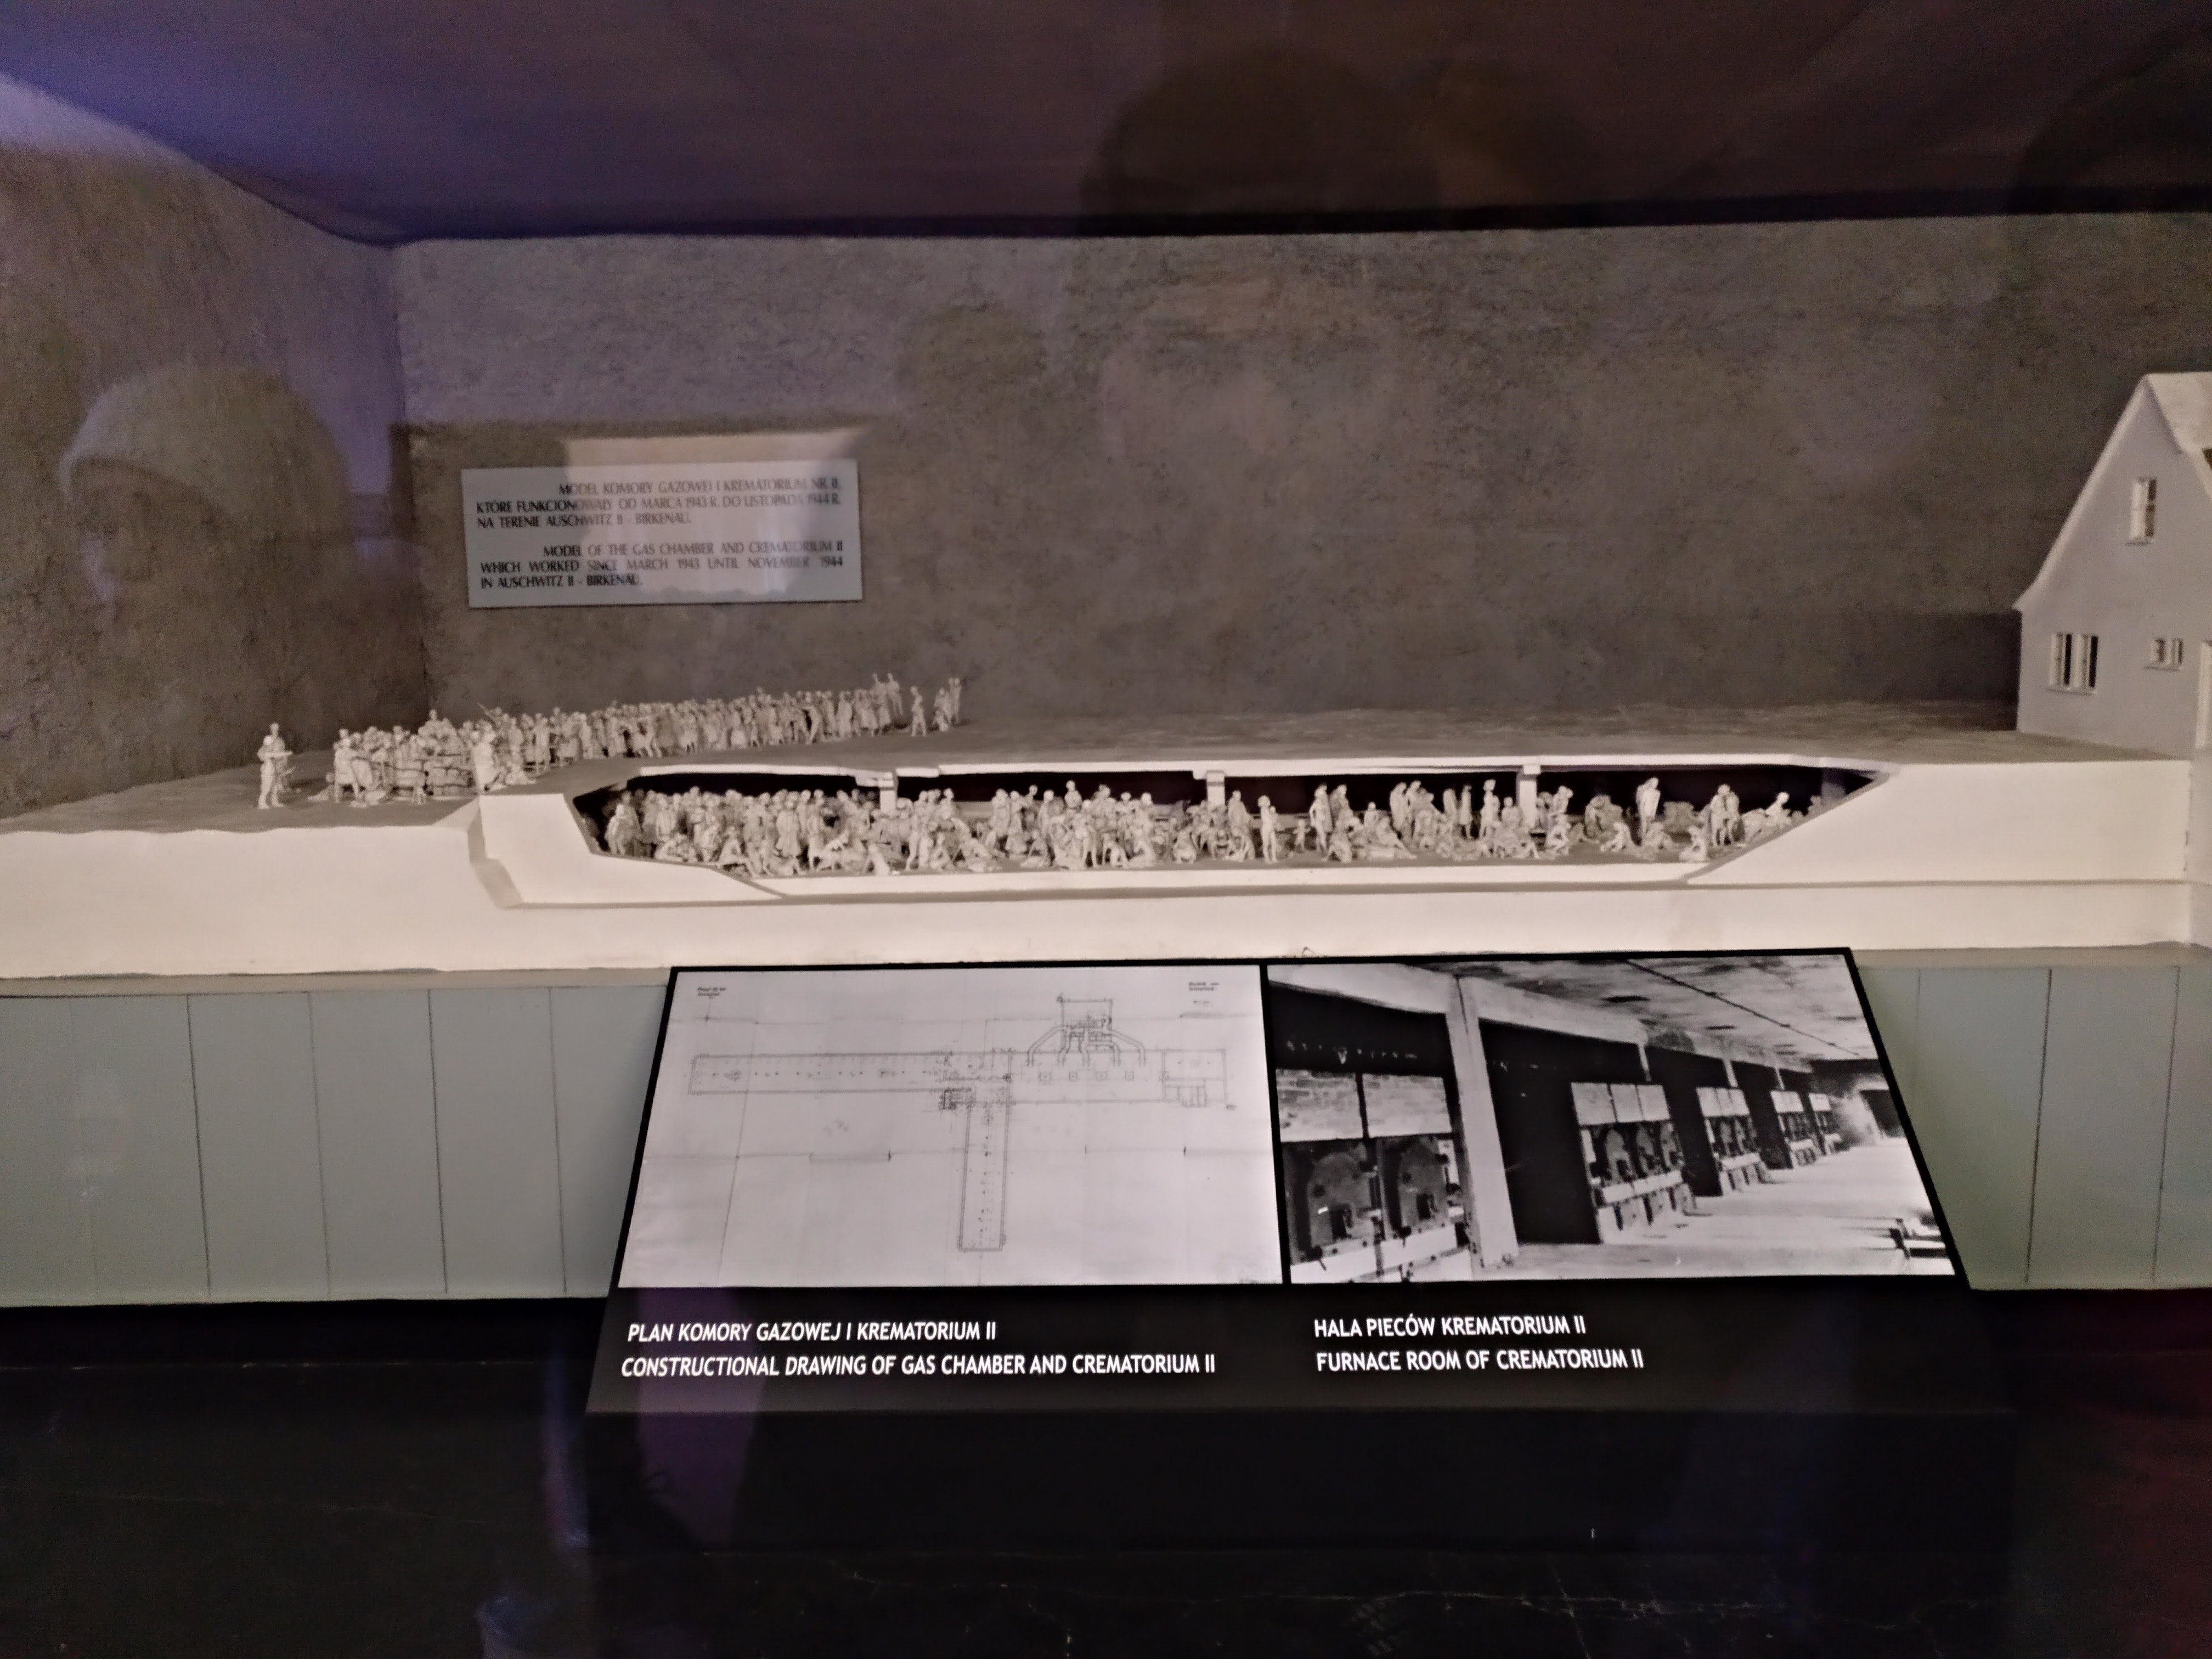 MODEL KOMORY GAZOWEJ I KREMATORIUM NR II,
KTÓRE FUNKCJONOWAŁY OD MARCA 1943 R. DO LISTOPADA 1944 R.
NA TERENIE AUSCHWITZ II - BIRKENAU.
MODEL OF THE GAS CHAMBER AND CREMATORIUM II
WHICH WORKED SINCE MARCH 1943 UNTIL NOVEMBER 1944
IN AUSCHWITZ II - BIRKENAU.
PLAN KOMORY GAZOWEJ I KREMATORIUM II
CONSTRUCTIONAL DRAWING OF GAS CHAMBER AND CREMATORIUM II
HALA PIECÓW KREMATORIUM II
FURNACE ROOM OF CREMATORIUM II